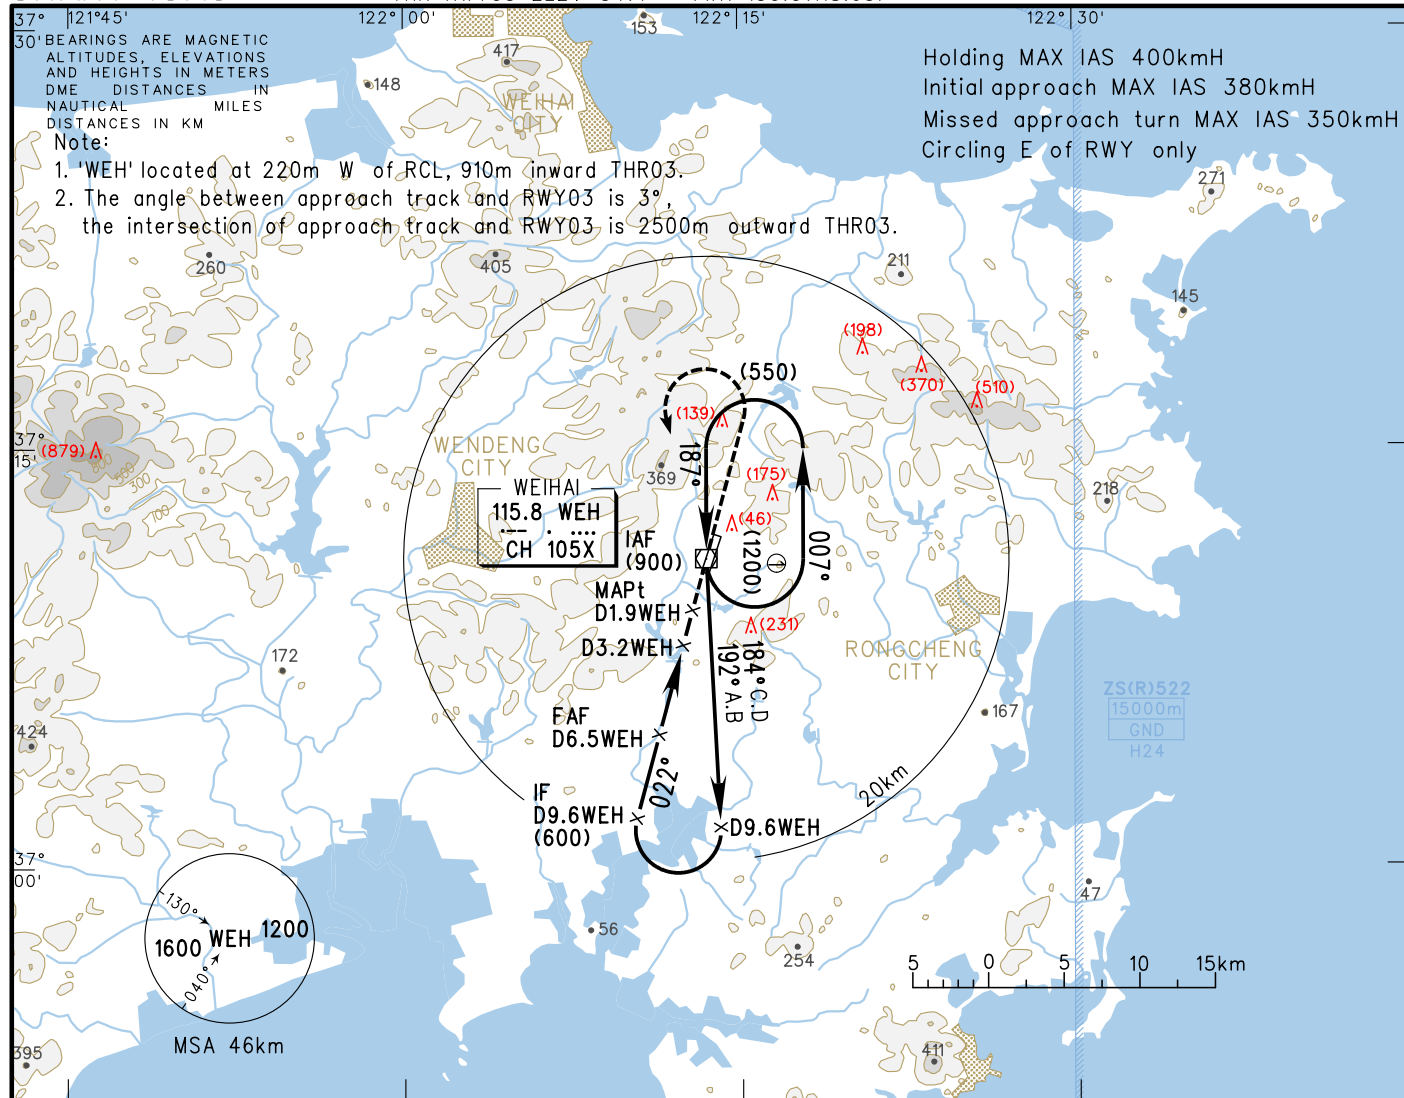 37°
30'
121°45'
122°00'
122°15'
122°30'
BEARINGS ARE MAGNETIC
ALTITUDES, ELEVATIONS
AND HEIGHTS IN METERS
DME DISTANCES IN
NAUTICAL MILES
DISTANCES IN KM
Note:
1. 'WEH' located at 220m W of RCL, 910m inward THR03.
2. The angle between approach track and RWY03 is 3°,
the intersection of approach track and RWY03 is 2500m outward THR03.
Holding MAX IAS 400kmH
Initial approach MAX IAS 380kmH
Missed approach turn MAX IAS 350kmH
Circling E of RWY only
153
417
148
WEIHAI
CITY
271
260
405
211
145
(198)
(370)
(510)
(550)
(139)
37°
15'
(879)
300
100
WENDENG
CITY
369
187°
(175)
218
WEIHAI
115.8 WEH
CH 105X
(46)
IAF
(900)
(1200)
007°
MAPt
D1.9WEH
(231)
D3.2WEH
RONGCHENG
CITY
172
184° C.D
192° A.B
ZS(R)522
15000m
GND
H24
167
424
FAF
D6.5WEH
022°
IF
D9.6WEH
(600)
D9.6WEH
20km
37°
00'
47
130°
1600
WEH
1200
040°
MSA 46km
56
254
5 0 5 10 15km
395
411